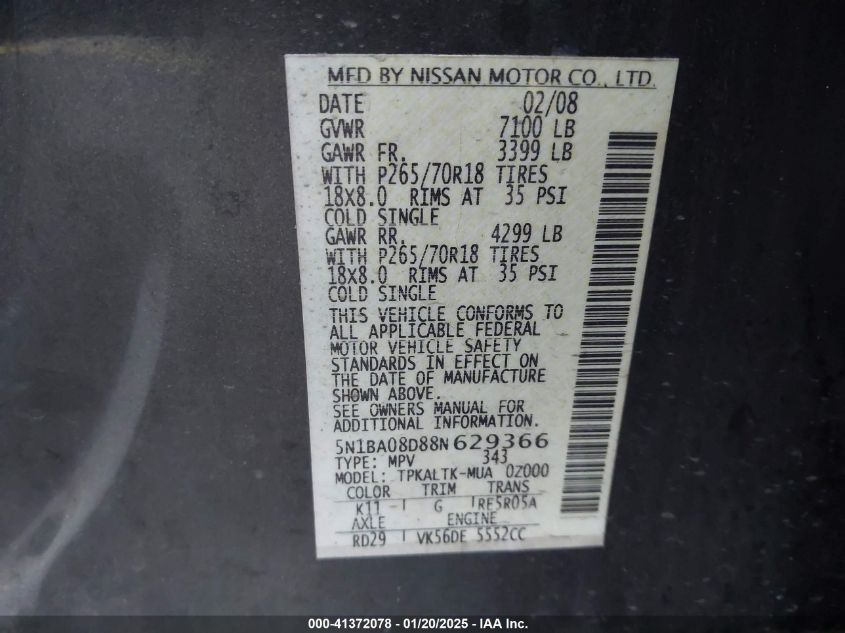 MFD BY NISSAN MOTOR CO., LTD.
DATE 02/08
GVWR 7100 LB
GAWR FR. 3399 LB
WITH P265/70R18 TIRES
18X8.0 RIMS AT 35 PSI
COLD SINGLE
GAWR RR. 4299 LB
WITH P265/70R18 TIRES
18X8.0 RIMS AT 35 PSI
COLD SINGLE
THIS VEHICLE CONFORMS TO
ALL APPLICABLE FEDERAL
MOTOR VEHICLE SAFETY
STANDARDS IN EFFECT ON
THE DATE OF MANUFACTURE
SHOWN ABOVE.
SEE OWNERS MANUAL FOR
ADDITIONAL INFORMATION.
5N1BA08D88N629366
TYPE: MPV 343
MODEL: TPKALTK-MUA 0Z000
COLOR TRIM TRANS
K11 - G RE5R05A
AXLE ENGINE
RD29 VK56DE 5552CC
000-41372078 — 01/20/2025 — IAA Inc.